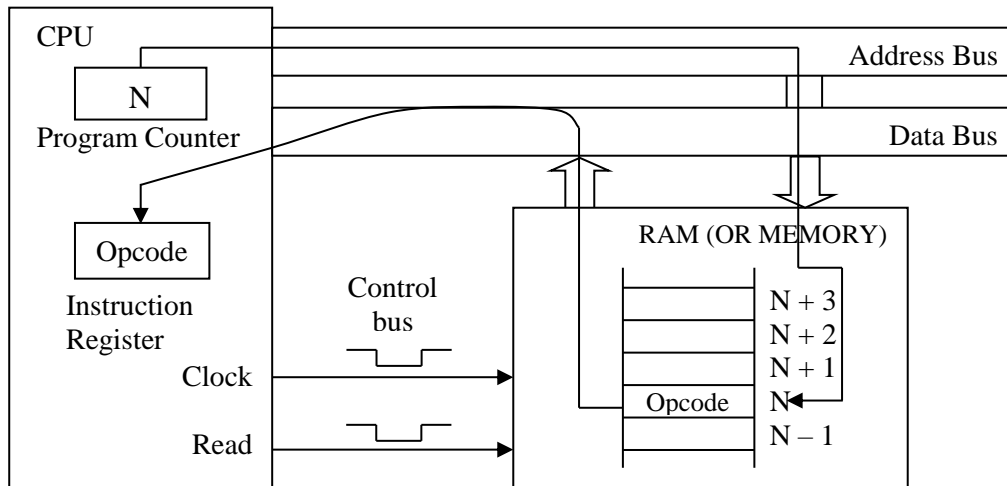 CPU
Address Bus
N
Program Counter
Data Bus
RAM (OR MEMORY)
Opcode
Instruction
Register
Control
bus
N + 3
N + 2
N + 1
Clock
Opcode
N
Read
N – 1